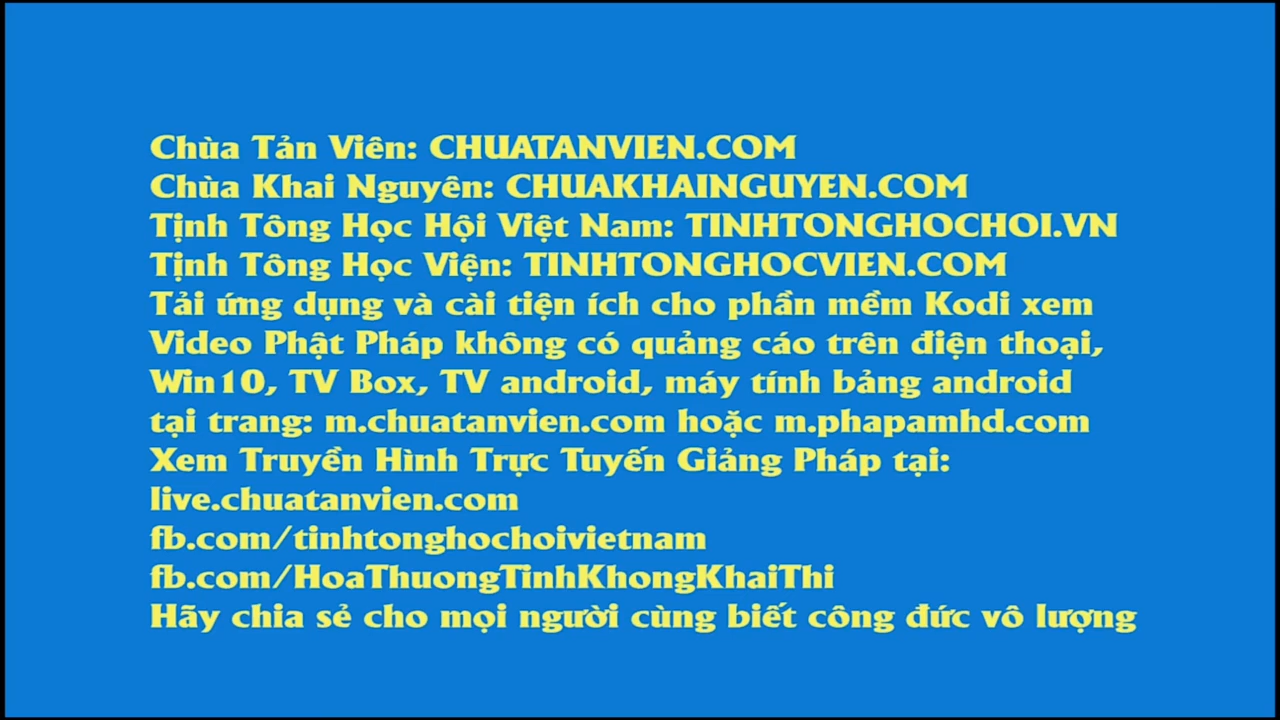 Chùa Tản Viên: CHUATANVIEN.COM
Chùa Khai Nguyên: CHUAKHAINGUYEN.COM
Tịnh Tông Học Hội Việt Nam: TINHTONGHOCHOI.VN
Tịnh Tông Học Viện: TINHTONGHOCVIEN.COM
Tải ứng dụng và cài tiện ích cho phần mềm Kodi xem
Video Phật Pháp không có quảng cáo trên điện thoại,
Win10, TV Box, TV android, máy tính bảng android
tại trang: m.chuatanvien.com hoặc m.phapamhd.com
Xem Truyền Hình Trực Tuyến Giảng Pháp tại:
live.chuatanvien.com
fb.com/tinhtonghochoivietnam
fb.com/HoaThuongTinhKhongKhaiThi
Hãy chia sẻ cho mọi người cùng biết công đức vô lượng